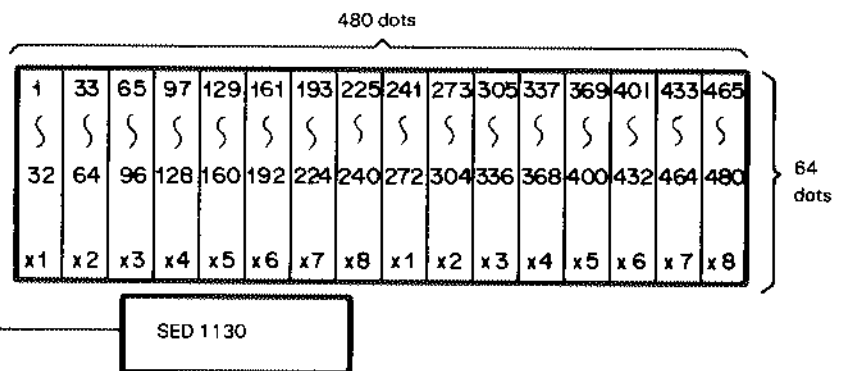 480 dots
1 33 65 97 129 161 193 225 241 273 305 337 369 401 433 465
32 64 96 128 160 192 224 240 272 304 336 368 400 432 464 480
64
dots
x1 x2 x3 x4 x5 x6 x7 x8 x1 x2 x3 x4 x5 x6 x7 x8
SED 1130